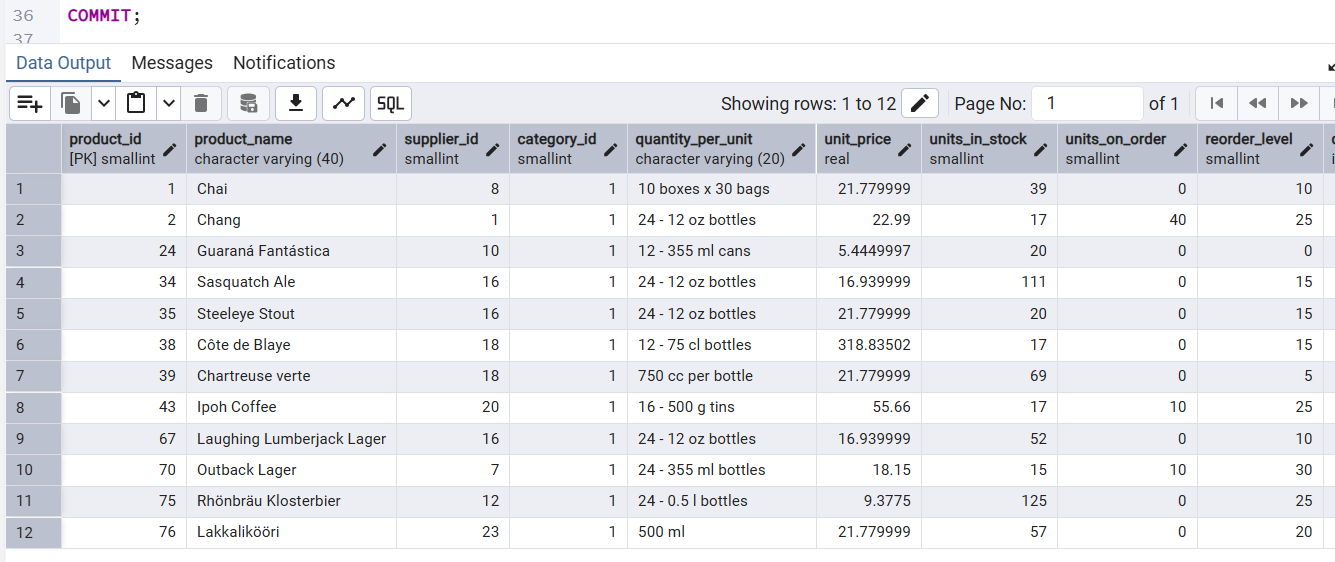 36 COMMIT;
37
Data Output Messages Notifications
SQL Showing rows: 1 to 12 Page No: 1 of 1
product_id product_name supplier_id category_id quantity_per_unit unit_price units_in_stock units_on_order reorder_level
[PK] smallint character varying (40) smallint smallint character varying (20) real smallint smallint smallint
1 1 Chai 8 1 10 boxes x 30 bags 21.779999 39 0 10
2 2 Chang 1 1 24 - 12 oz bottles 22.99 17 40 25
3 24 Guaraná Fantástica 10 1 12 - 355 ml cans 5.4449997 20 0 0
4 34 Sasquatch Ale 16 1 24 - 12 oz bottles 16.939999 111 0 15
5 35 Steeleye Stout 16 1 24 - 12 oz bottles 21.779999 20 0 15
6 38 Côte de Blaye 18 1 12 - 75 cl bottles 318.83502 17 0 15
7 39 Chartreuse verte 18 1 750 cc per bottle 21.779999 69 0 5
8 43 Ipoh Coffee 20 1 16 - 500 g tins 55.66 17 10 25
9 67 Laughing Lumberjack Lager 16 1 24 - 12 oz bottles 16.939999 52 0 10
10 70 Outback Lager 7 1 24 - 355 ml bottles 18.15 15 10 30
11 75 Rhönbräu Klosterbier 12 1 24 - 0.5 l bottles 9.3775 125 0 25
12 76 Lakkalikööri 23 1 500 ml 21.779999 57 0 20